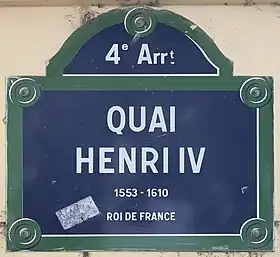 4e Arrt
QUAI
HENRI IV
1553 - 1610
ROI DE FRANCE